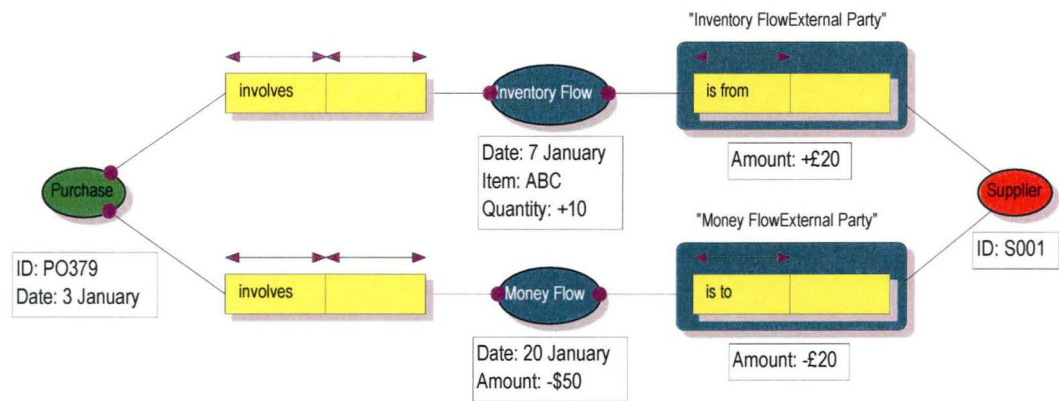 "Inventory FlowExternal Party"
involves
Inventory Flow
is from
Date: 7 January
Item: ABC
Quantity: +10
Amount: +£20
Purchase
Supplier
"Money FlowExternal Party"
ID: PO379
Date: 3 January
ID: S001
involves
Money Flow
is to
Date: 20 January
Amount: -$50
Amount: -£20